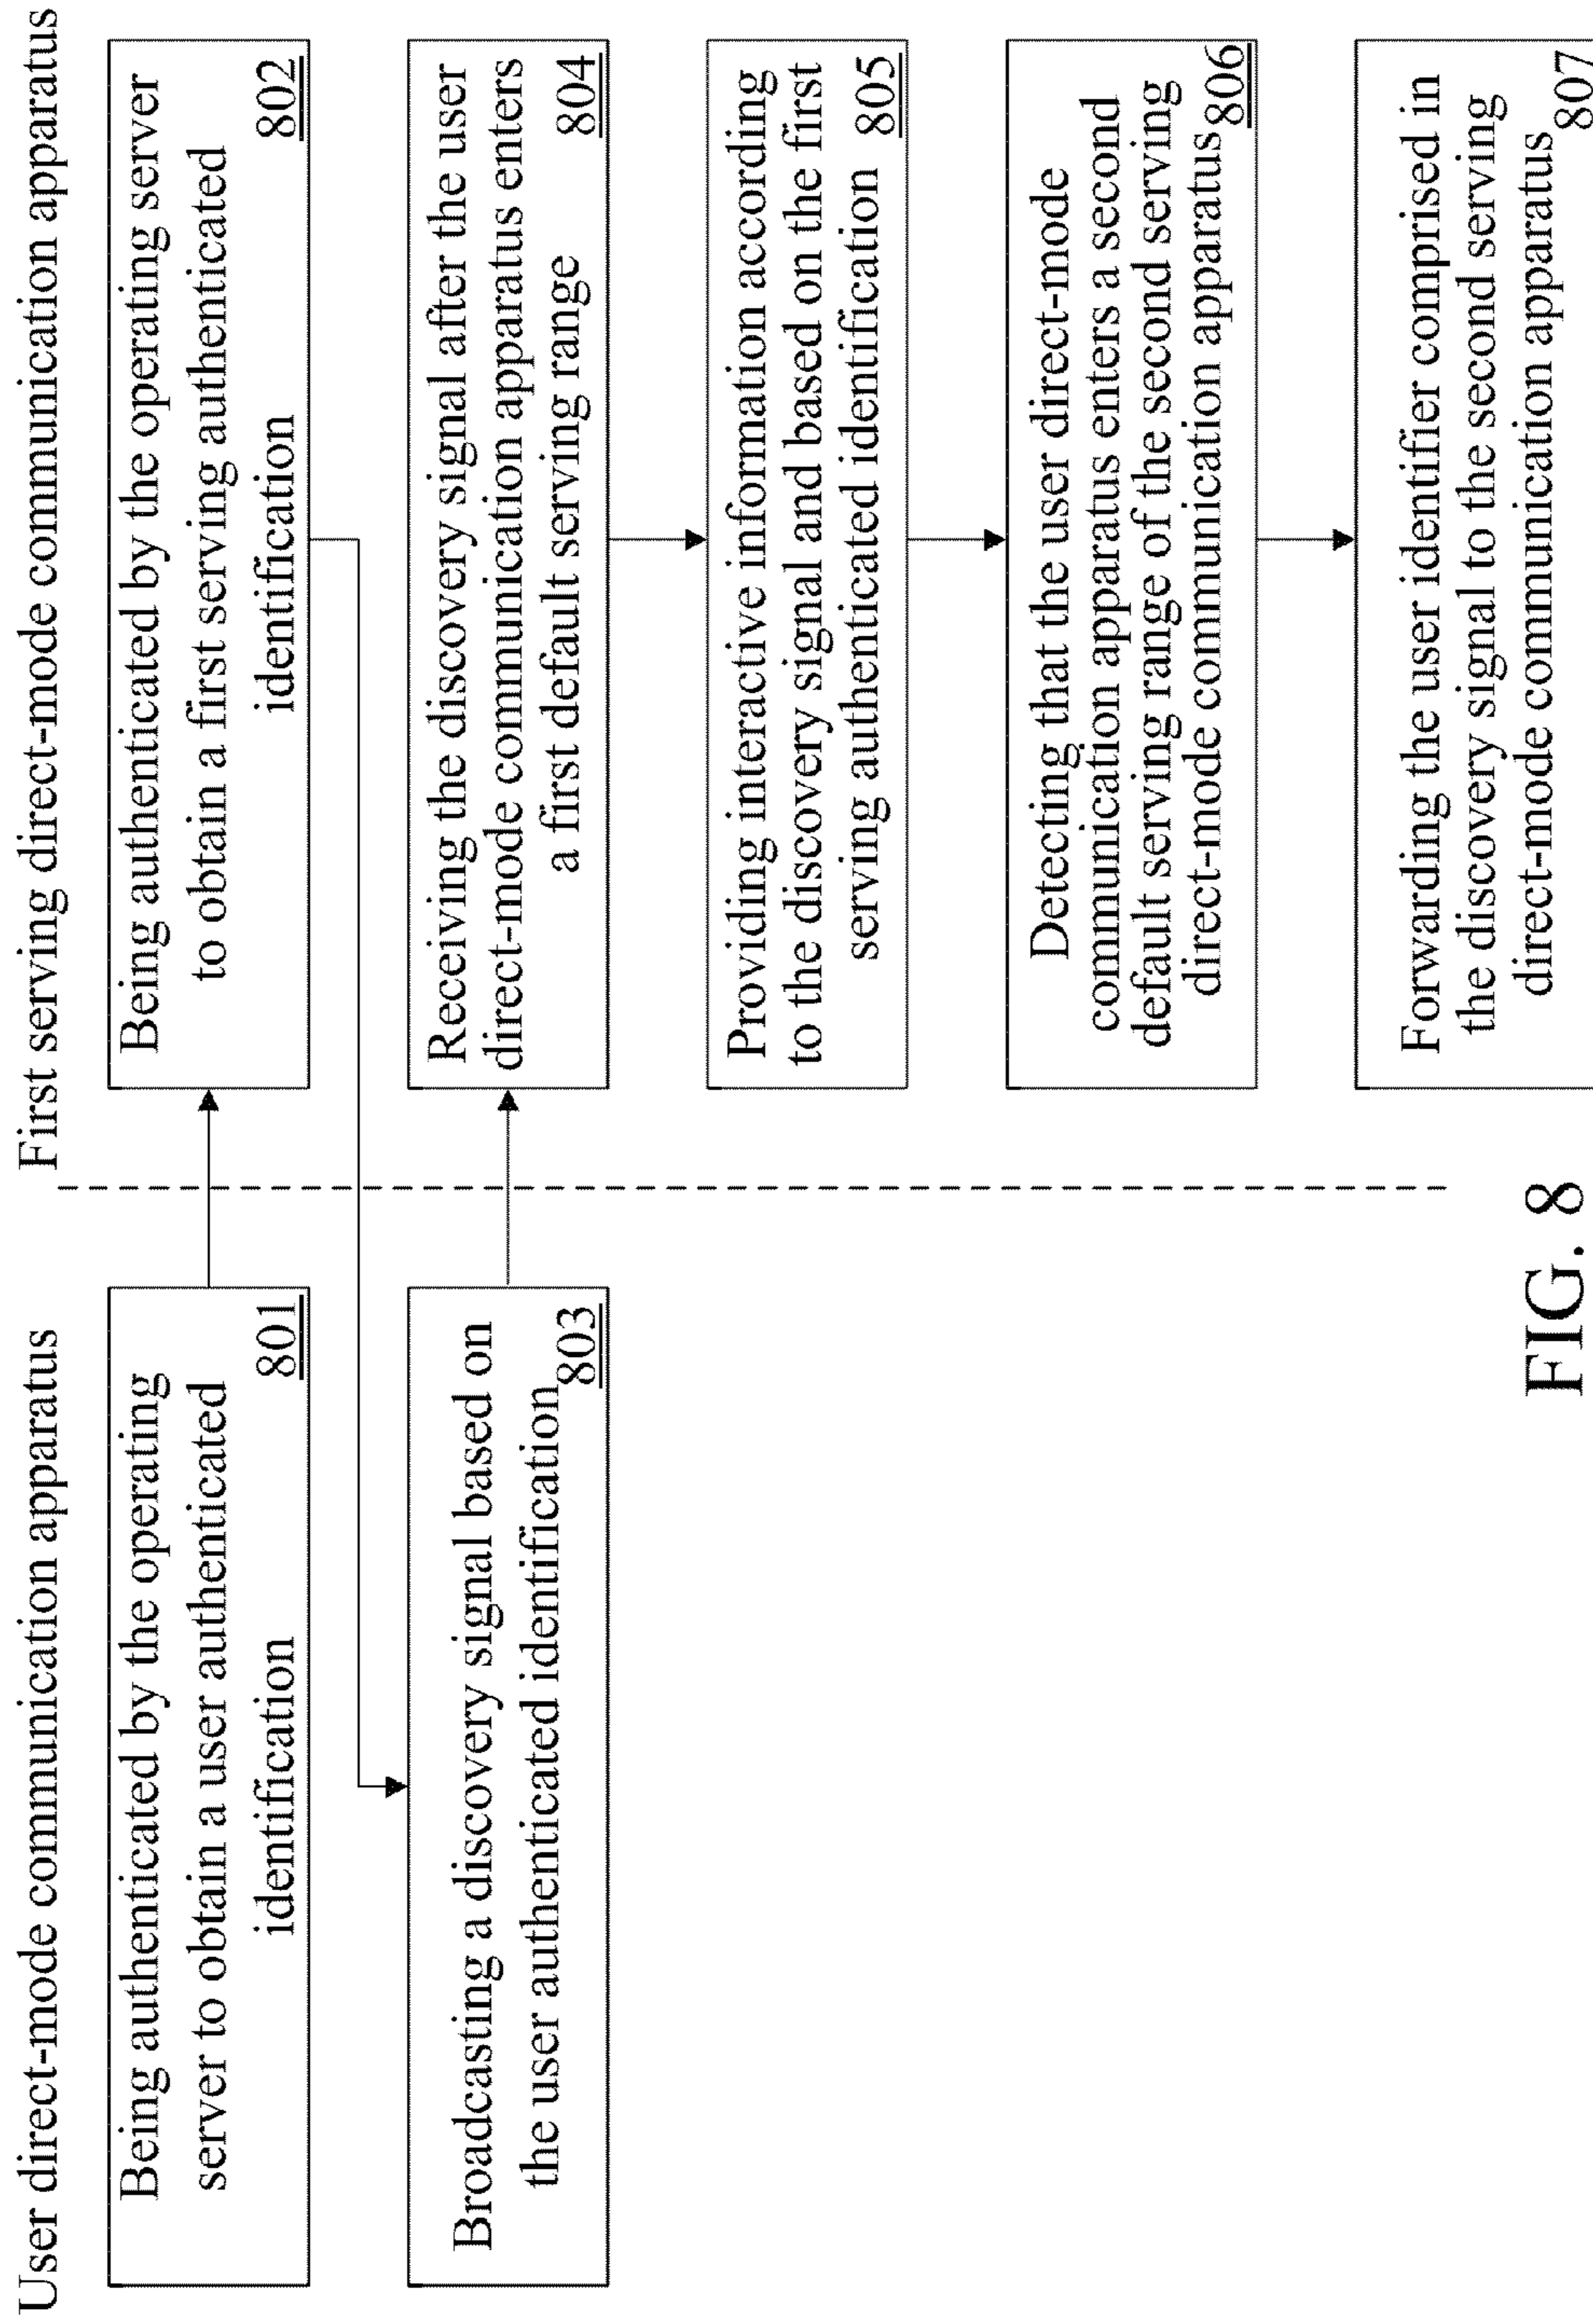 User direct-mode communication apparatus
First serving direct-mode communication apparatus
Being authenticated by the operating
server to obtain a user authenticated
identification
801
Being authenticated by the operating server
to obtain a first serving authenticated
identification
802
Broadcasting a discovery signal based on
the user authenticated identification
803
Receiving the discovery signal after the user
direct-mode communication apparatus enters
a first default serving range
804
Providing interactive information according
to the discovery signal and based on the first
serving authenticated identification
805
Detecting that the user direct-mode
communication apparatus enters a second
default serving range of the second serving
direct-mode communication apparatus
806
Forwarding the user identifier comprised in
the discovery signal to the second serving
direct-mode communication apparatus
807
FIG. 8